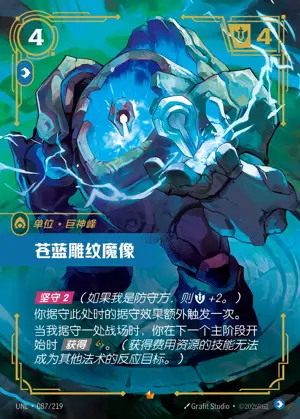 4
4
单位·巨神峰
苍蓝雕纹魔像
坚守 2 (如果我是防守方,则 +2。)
你据守此处时的据守效果额外触发一次。
当我据守一处战场时,你在下一个主阶段开
始时 获得 。(获得费用资源的技能无法
成为其他法术的反应目标。)
UNL · 087/219
Grafit Studio
©2026Riot